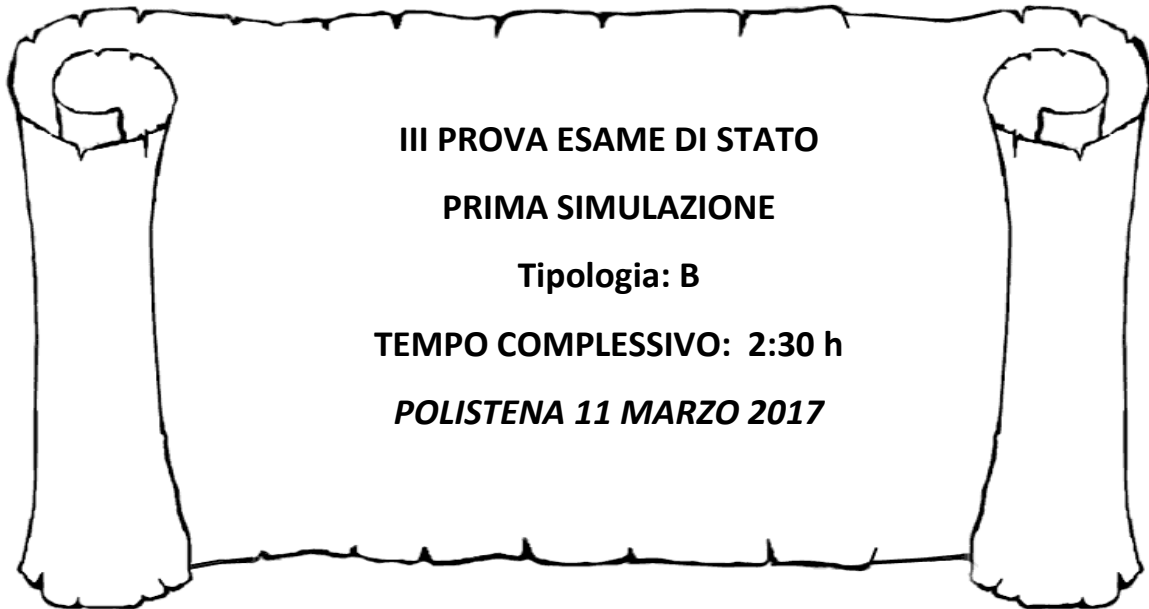 III PROVA ESAME DI STATO
PRIMA SIMULAZIONE
Tipologia: B
TEMPO COMPLESSIVO: 2:30 h
POLISTENA 11 MARZO 2017